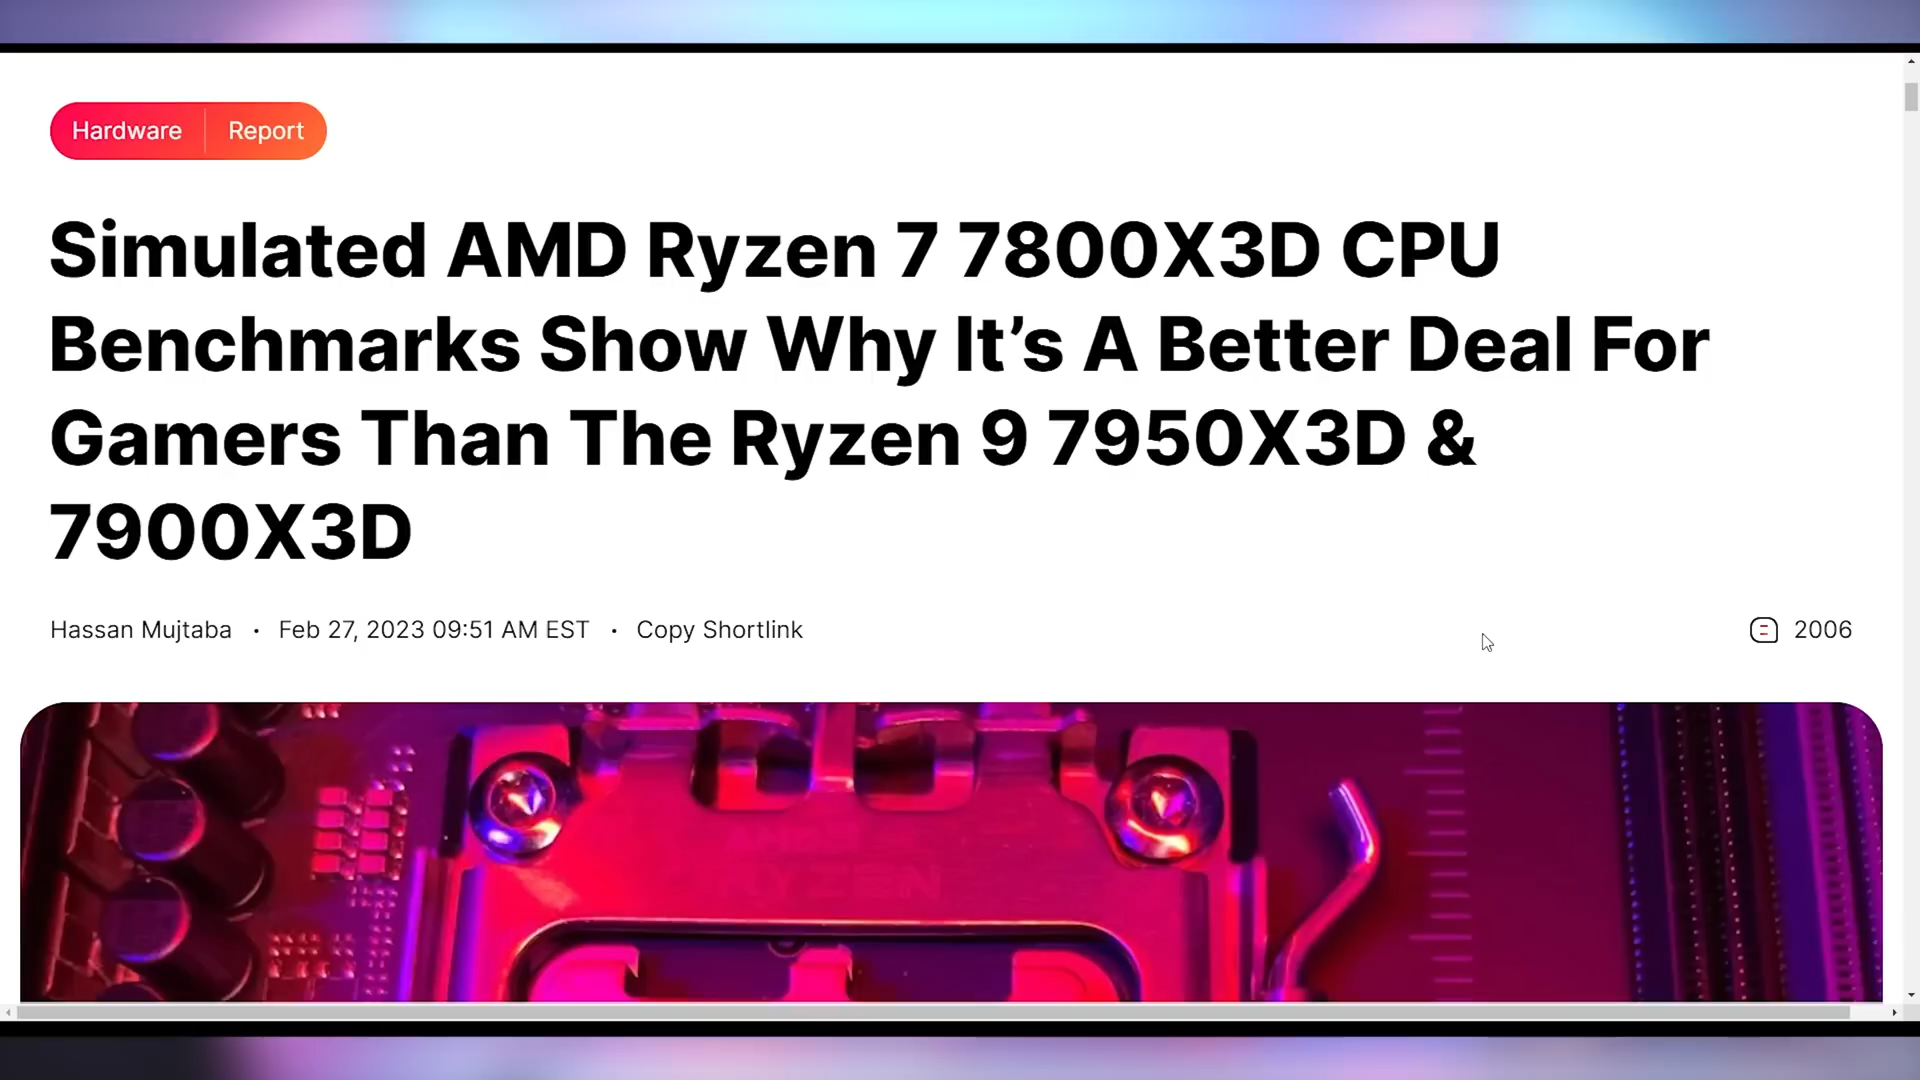 Hardware Report
Simulated AMD Ryzen 7 7800X3D CPU
Benchmarks Show Why It’s A Better Deal For
Gamers Than The Ryzen 9 7950X3D &
7900X3D
Hassan Mujtaba • Feb 27, 2023 09:51 AM EST • Copy Shortlink 2006
RYZEN